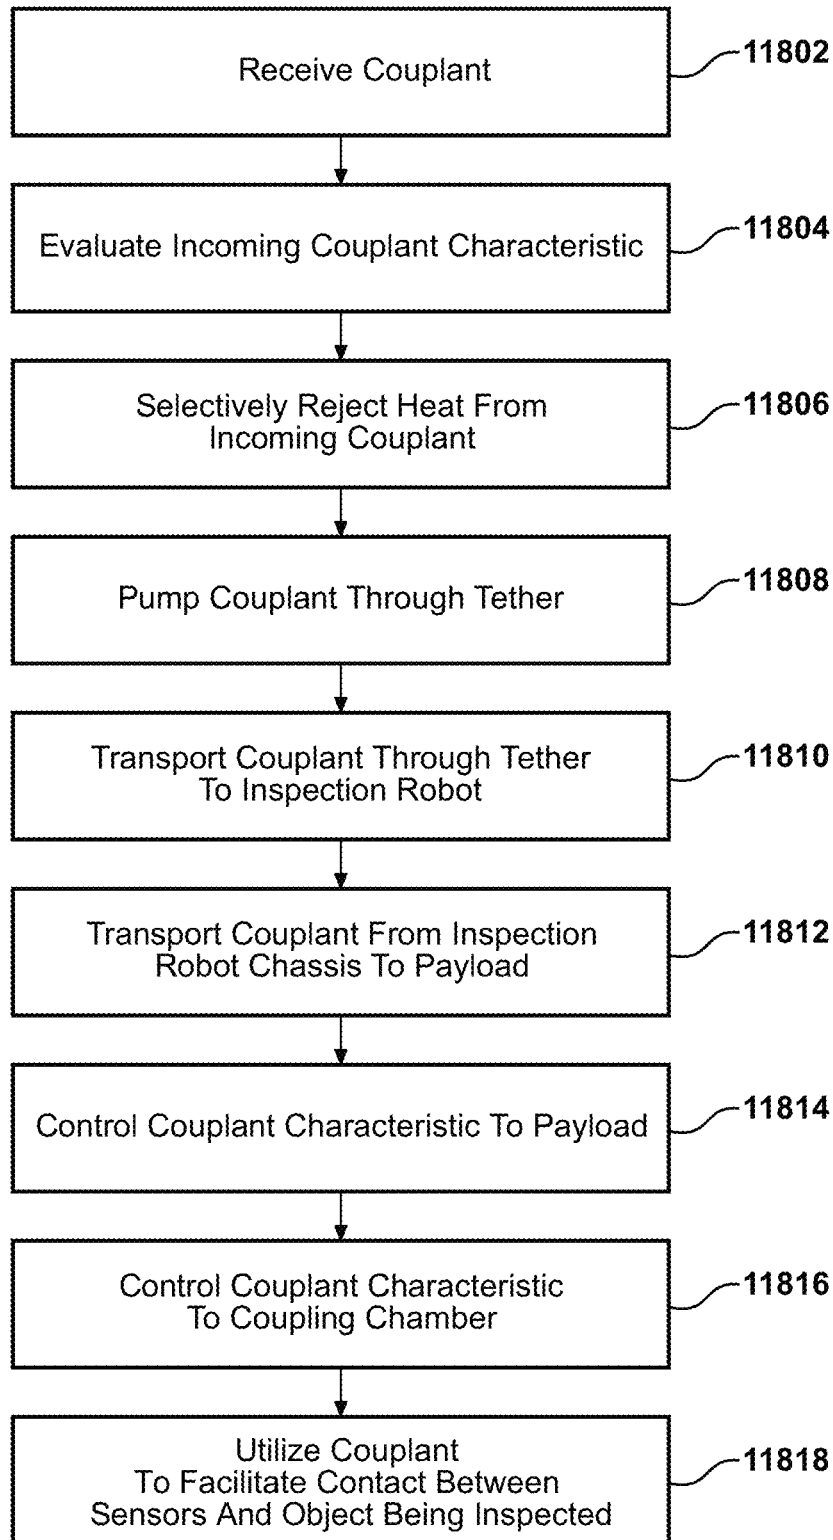 Receive Couplant
11802
Evaluate Incoming Couplant Characteristic
11804
Selectively Reject Heat From
Incoming Couplant
11806
Pump Couplant Through Tether
11808
Transport Couplant Through Tether
To Inspection Robot
11810
Transport Couplant From Inspection
Robot Chassis To Payload
11812
Control Couplant Characteristic To Payload
11814
Control Couplant Characteristic
To Coupling Chamber
11816
Utilize Couplant
To Facilitate Contact Between
Sensors And Object Being Inspected
11818